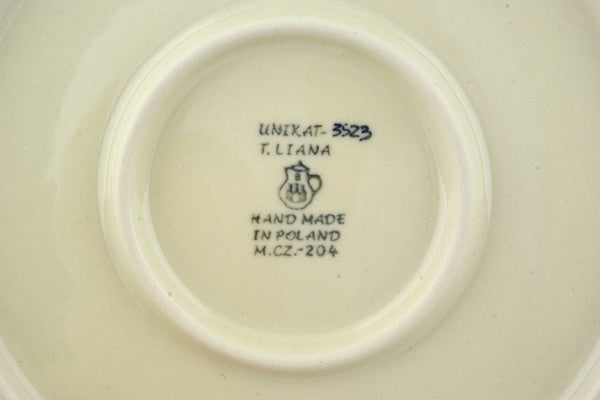 UNIKAT-3523
T. LIANA
B
HAND MADE
IN POLAND
M.CZ.-204